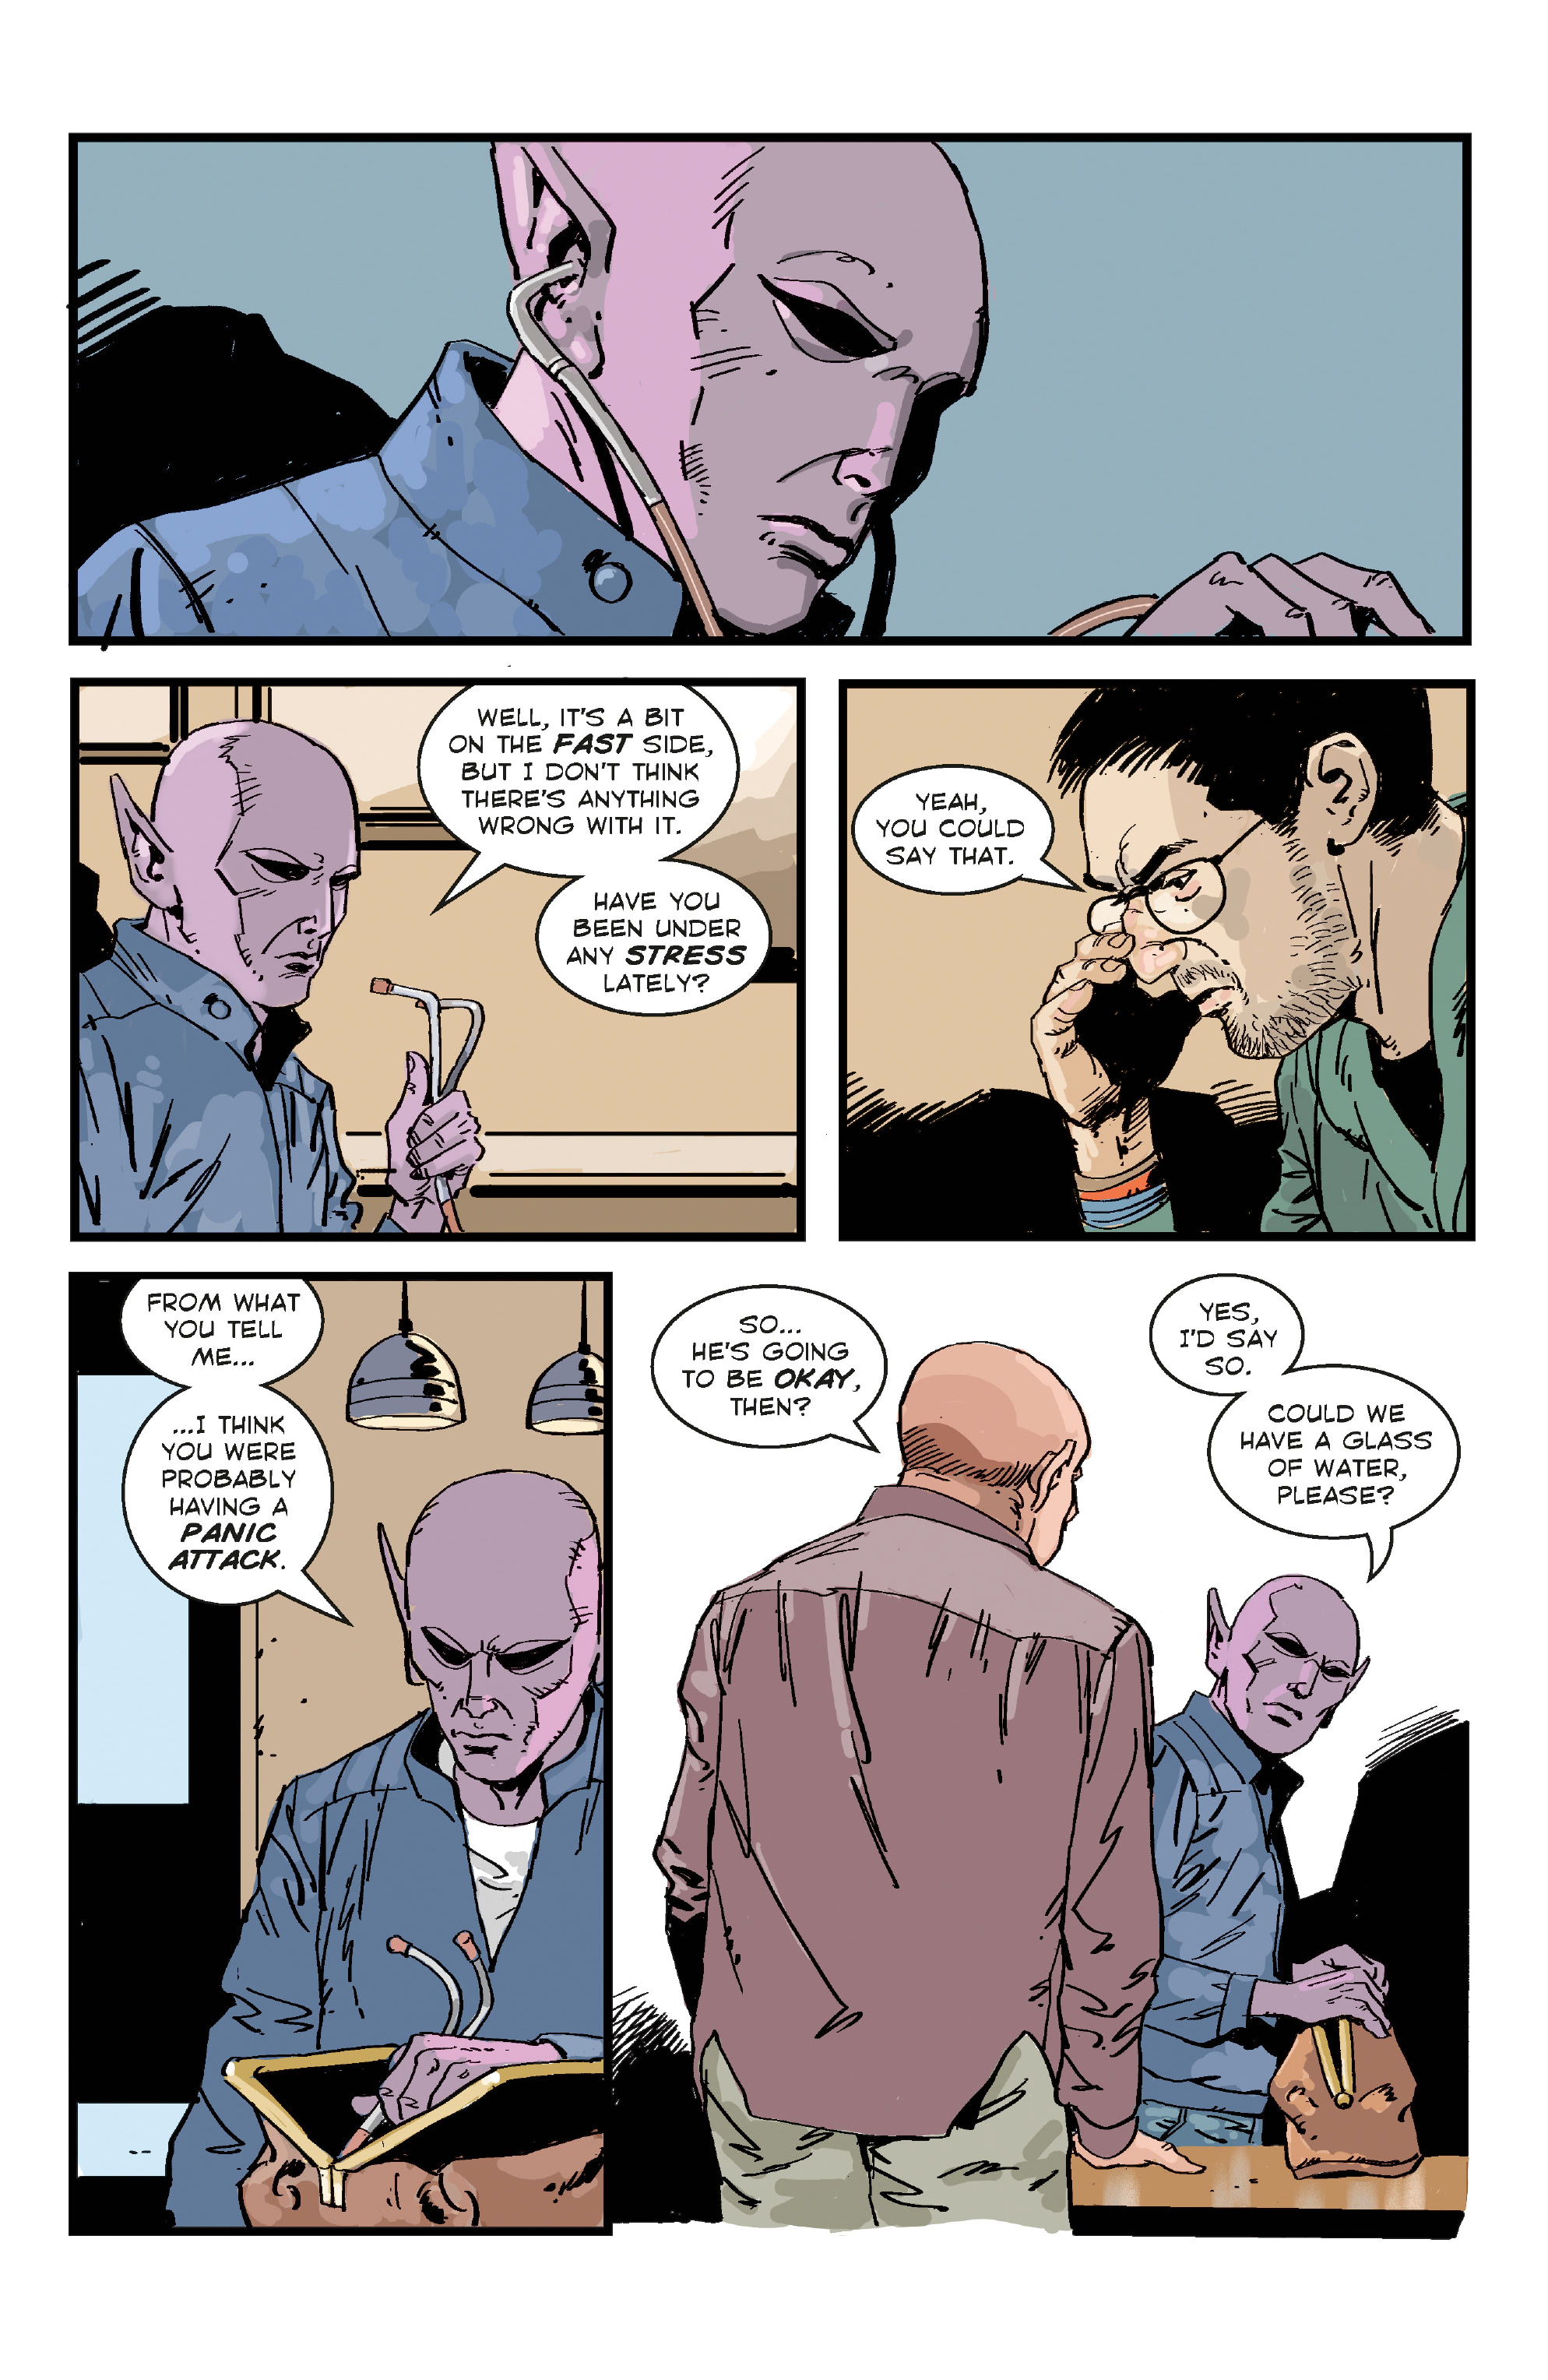 WELL, IT'S A BIT
ON THE FAST SIDE,
BUT I DON'T THINK
THERE'S ANYTHING
WRONG WITH IT.
HAVE YOU
BEEN UNDER
ANY STRESS
LATELY?
YEAH,
YOU COULD
SAY THAT.
FROM WHAT
YOU TELL
ME...
...I THINK
YOU WERE
PROBABLY
HAVING A
PANIC
ATTACK.
SO...
HE'S GOING
TO BE OKAY,
THEN?
YES,
I'D SAY
SO.
COULD WE
HAVE A GLASS
OF WATER,
PLEASE?